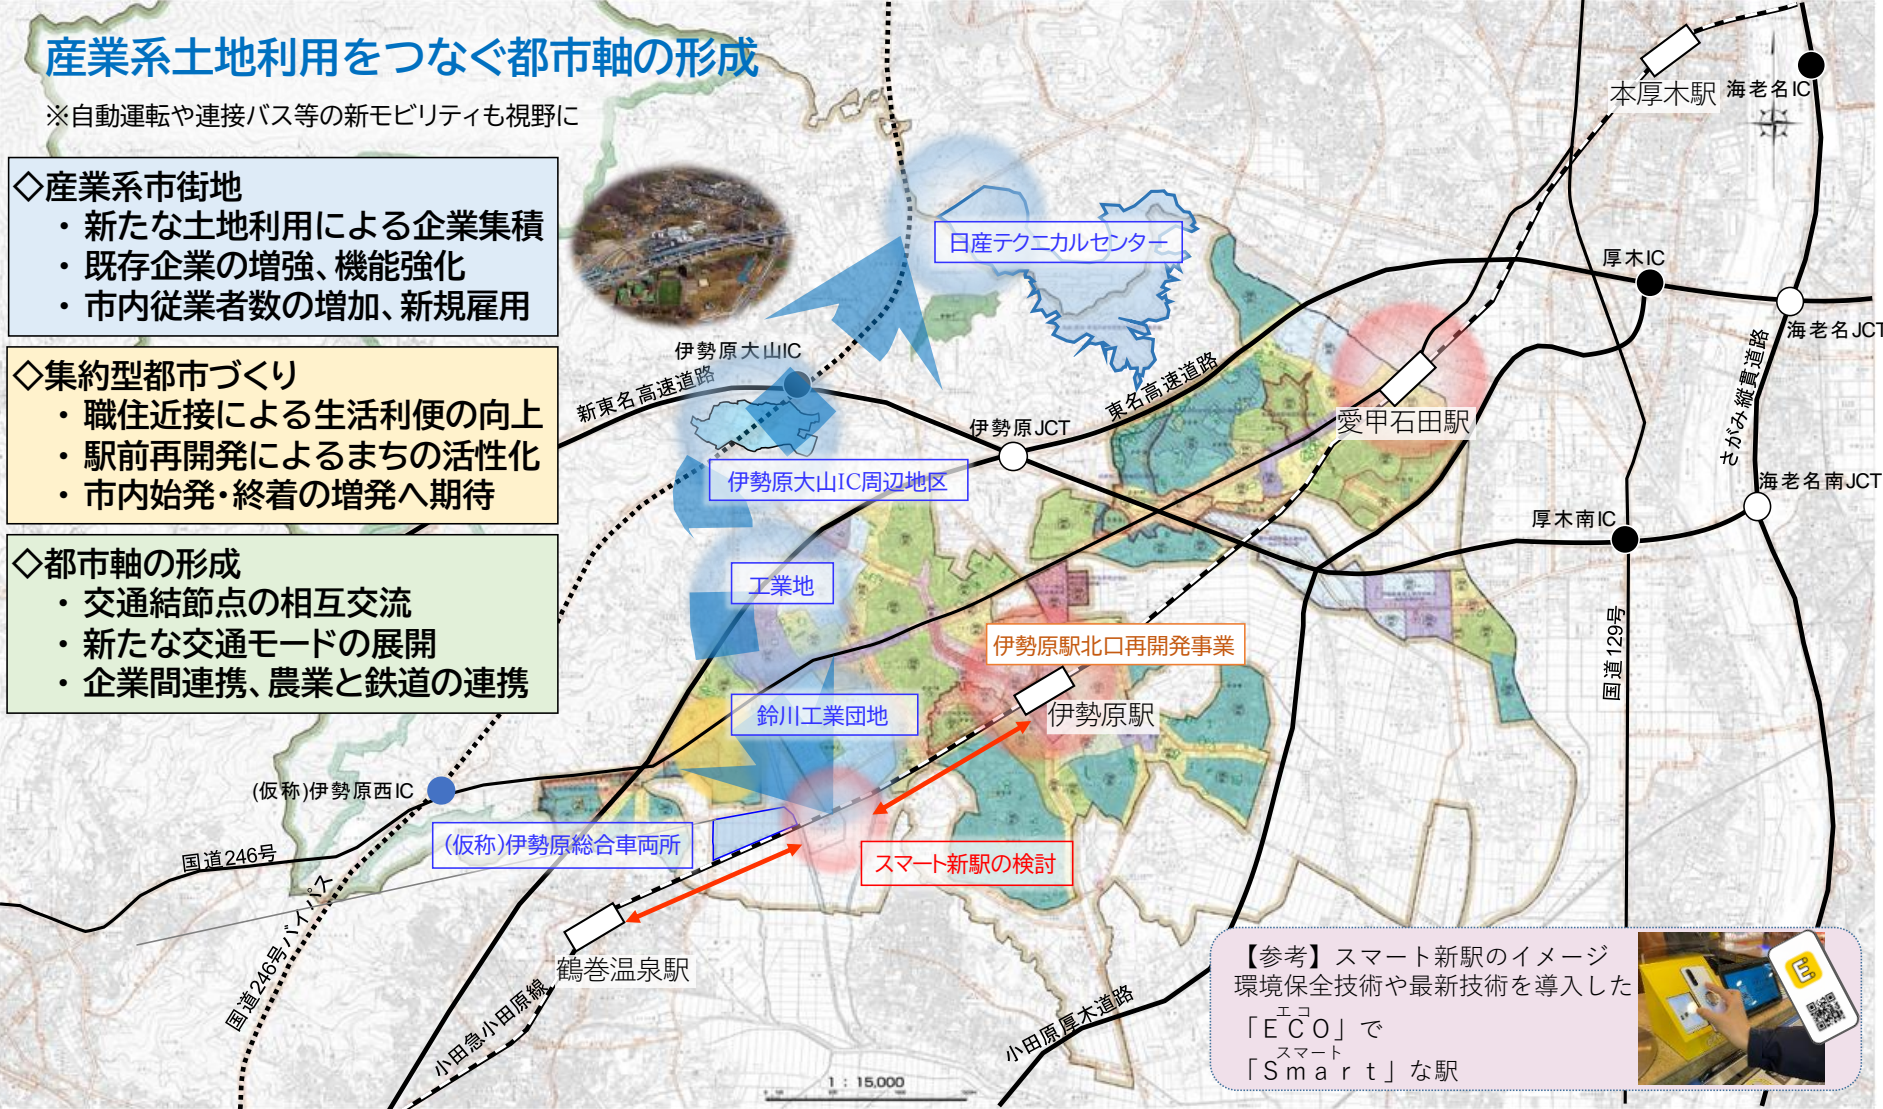 産業系土地利用をつなぐ都市軸の形成
※自動運転や連接バス等の新モビリティも視野に
◇産業系市街地
・ 新たな土地利用による企業集積
・ 既存企業の増強、機能強化
・ 市内従業者数の増加、新規雇用
◇集約型都市づくり
・ 職住近接による生活利便の向上
・ 駅前再開発によるまちの活性化
・ 市内始発・終着の増発へ期待
◇都市軸の形成
・ 交通結節点の相互交流
・ 新たな交通モードの展開
・ 企業間連携、農業と鉄道の連携
本厚木駅
海老名IC
日産テクニカルセンター
厚木IC
海老名JCT
伊勢原大山IC
新東名高速道路
東名高速道路
さがみ縦貫道路
愛甲石田駅
伊勢原JCT
伊勢原大山IC周辺地区
海老名南JCT
厚木南IC
工業地
伊勢原駅北口再開発事業
国道129号
鈴川工業団地
伊勢原駅
(仮称)伊勢原西IC
(仮称)伊勢原総合車両所
スマート新駅の検討
国道246号
国道246号バイパス
鶴巻温泉駅
小田急小田原線
小田原厚木道路
1 : 15,000
【参考】スマート新駅のイメージ
環境保全技術や最新技術を導入した
エコ
「ECO」で
スマート
「Smart」な駅
E